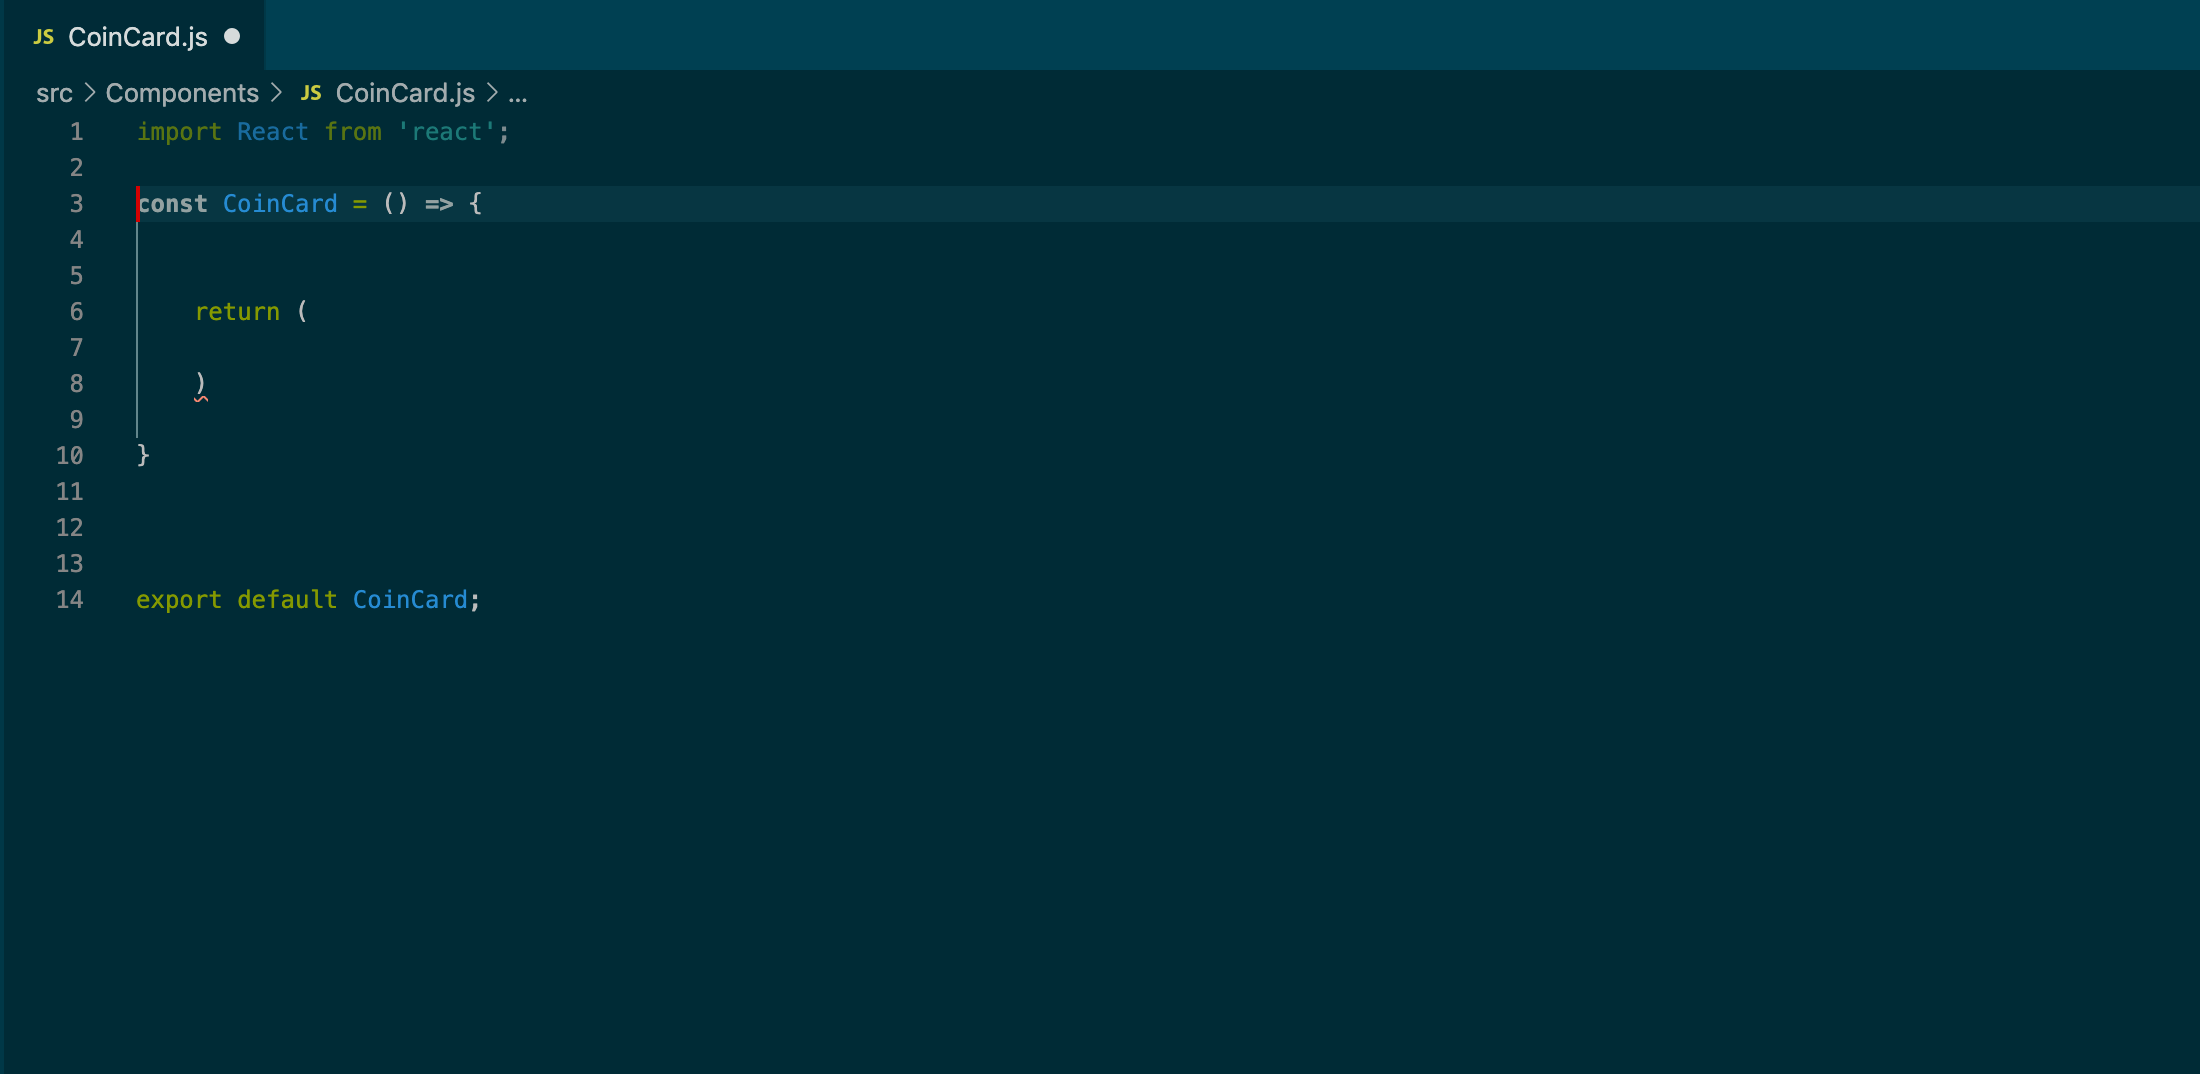 JS CoinCard.js
src > Components > JS CoinCard.js > ...
1 import React from 'react';
2
3 const CoinCard = () => {
4
5
6 return (
7
8 )
9
10 }
11
12
13
14 export default CoinCard;